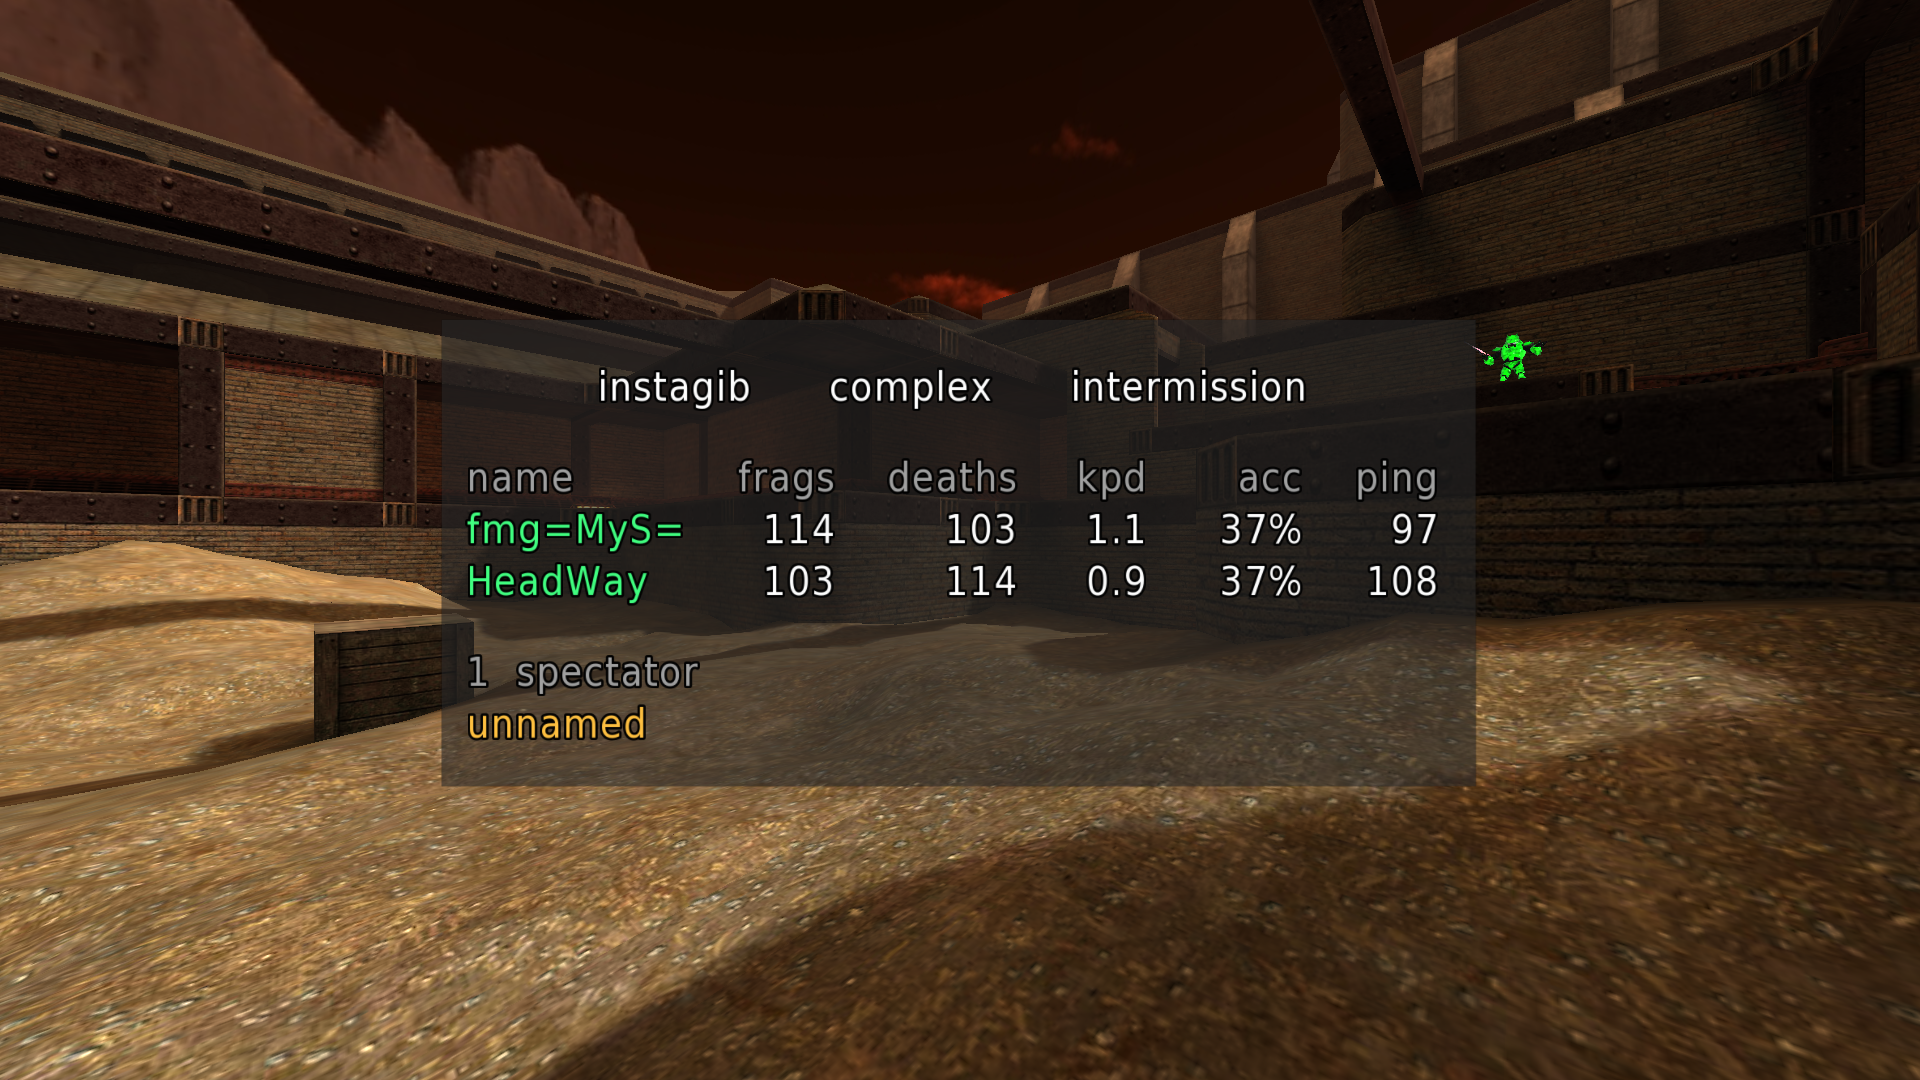 instagib complex intermission
name frags deaths kpd acc ping
fmg=MyS= 114 103 1.1 37% 97
HeadWay 103 114 0.9 37% 108
1 spectator
unnamed